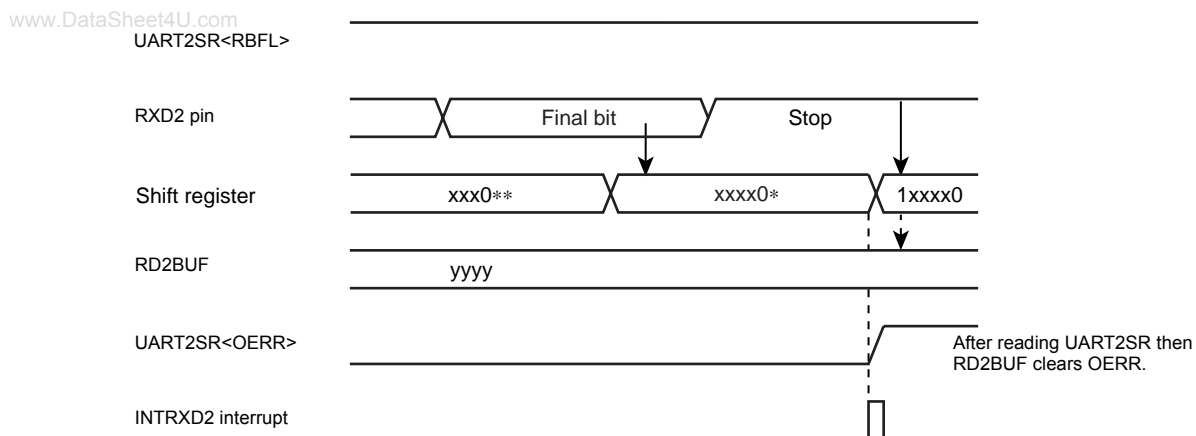 www.DataSheet4U.com
UART2SR<RBFL>
RXD2 pin
Final bit
Stop
Shift register
xxx0**
xxxx0*
1xxxx0
RD2BUF
yyyy
UART2SR<OERR>
After reading UART2SR then
RD2BUF clears OERR.
INTRXD2 interrupt